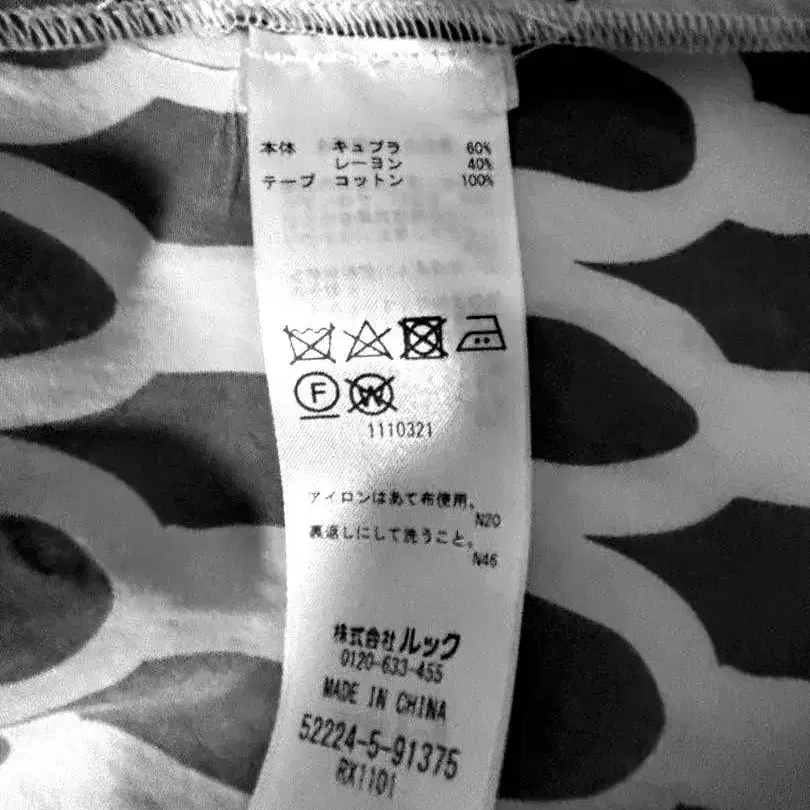 本体 キュプラ 60%
レーヨン 40%
テープ コットン 100%
F W
1110321
アイロンはあて布使用。
N20
裏返しにして洗うこと。
N46
株式会社ルック
0120-633-455
MADE IN CHINA
52224-5-91375
RX1101